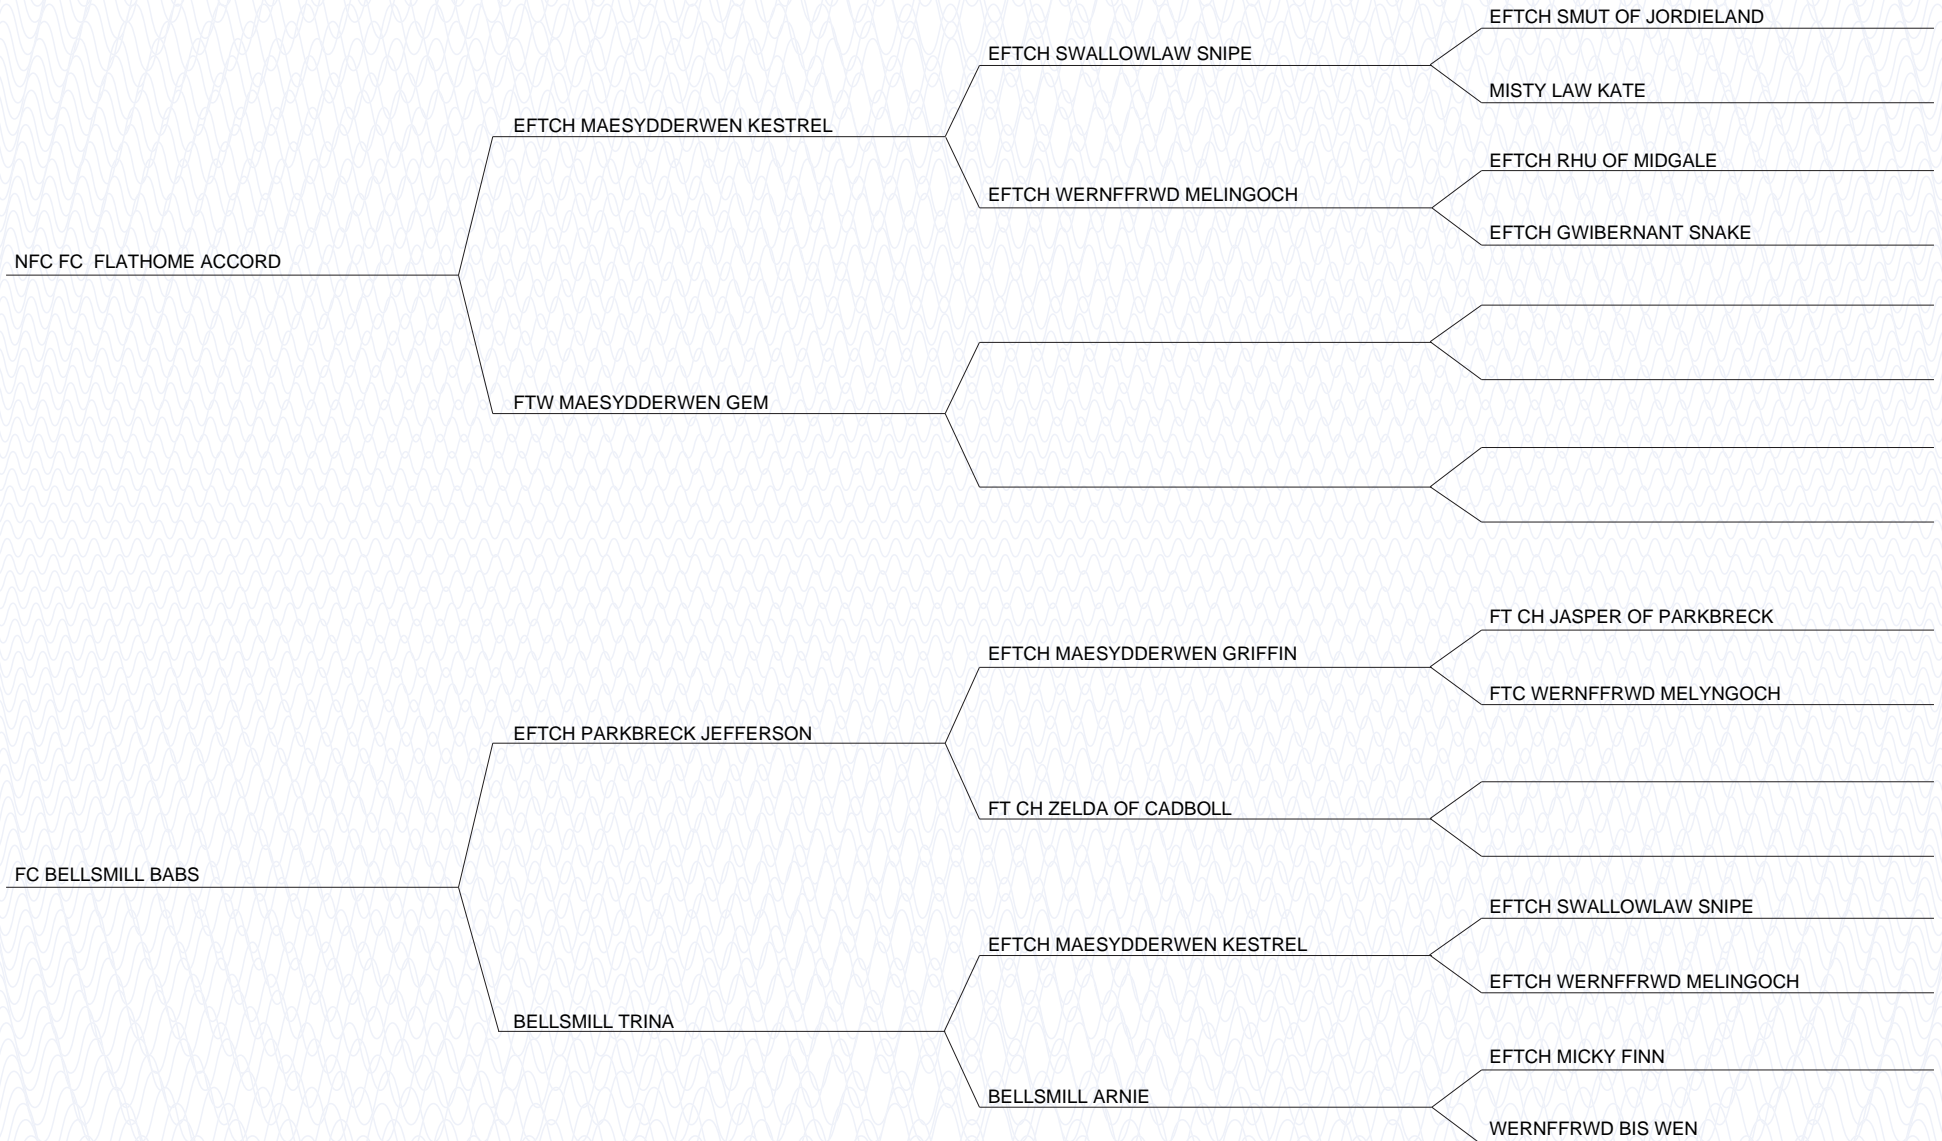 EFTCH SMUT OF JORDIELAND
EFTCH SWALLOWLAW SNIPE
MISTY LAW KATE
EFTCH MAESYDDERWEN KESTREL
EFTCH RHU OF MIDGALE
EFTCH WERNFFRWD MELINGOCH
EFTCH GWIBERNANT SNAKE
NFC FC  FLATHOME ACCORD
FTW MAESYDDERWEN GEM
FT CH JASPER OF PARKBRECK
EFTCH MAESYDDERWEN GRIFFIN
FTC WERNFFRWD MELYNGOCH
EFTCH PARKBRECK JEFFERSON
FT CH ZELDA OF CADBOLL
FC BELLSMILL BABS
EFTCH SWALLOWLAW SNIPE
EFTCH MAESYDDERWEN KESTREL
EFTCH WERNFFRWD MELINGOCH
BELLSMILL TRINA
EFTCH MICKY FINN
BELLSMILL ARNIE
WERNFFRWD BIS WEN